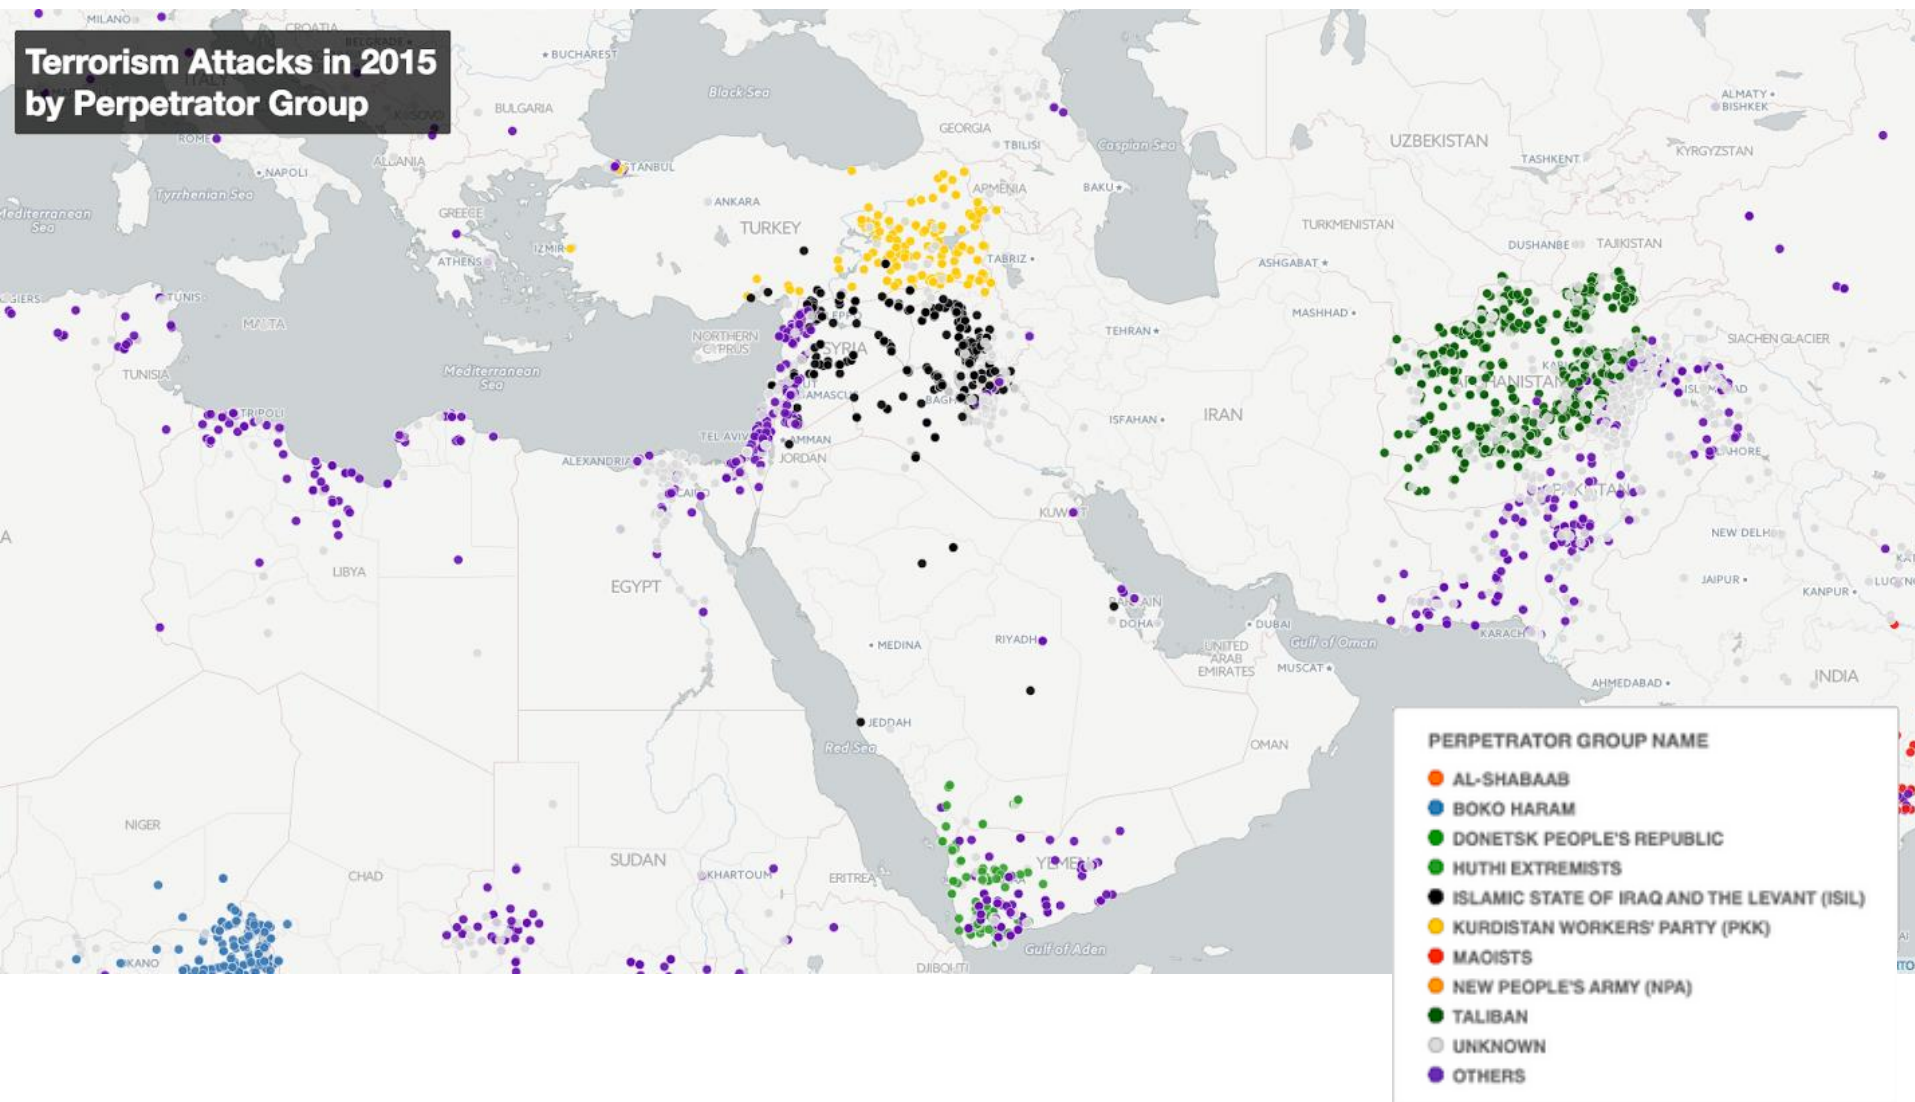 MILANO
CROATIA
BELGRADE
BUCHAREST
Terrorism Attacks in 2015
by Perpetrator Group
ITALY
Black Sea
ALMATY
BISHKEK
KOSOVO
BULGARIA
GEORGIA
TBILISI
Caspian Sea
UZBEKISTAN
TASHKENT
KYRGYZSTAN
ROME
ALBANIA
NAPOLI
Tyrrhenian Sea
ANKARA
ARMENIA
BAKU
Mediterranean
Sea
GREECE
TURKEY
TURKMENISTAN
IZMIR
ATHENS
TABRIZ
ASHGABAT
DUSHANBE
TAJIKISTAN
TUNIS
MALTA
NORTHERN
CYPRUS
SYRIA
TEHRAN
MASHHAD
SIACHEN GLACIER
TUNISIA
Mediterranean
Sea
TRIPOLI
TEL AVIV
AMMAN
JORDAN
ISFAHAN
IRAN
ALEXANDRIA
CAIRO
PAKISTAN
NEW DELHI
LIBYA
EGYPT
JAIPUR
KANPUR
DOHA
DUBAI
Gulf of Oman
KARACHI
MEDINA
RIYADH
UNITED
ARAB
EMIRATES
MUSCAT
AHMEDABAD
INDIA
JEDDAH
Red Sea
OMAN
NIGER
CHAD
SUDAN
KHARTOUM
ERITREA
YEMEN
Gulf of Aden
KANO
DJIBOUTI
PERPETRATOR GROUP NAME
AL-SHABAAB
BOKO HARAM
DONETSK PEOPLE'S REPUBLIC
HUTHI EXTREMISTS
ISLAMIC STATE OF IRAQ AND THE LEVANT (ISIL)
KURDISTAN WORKERS' PARTY (PKK)
MAOISTS
NEW PEOPLE'S ARMY (NPA)
TALIBAN
UNKNOWN
OTHERS